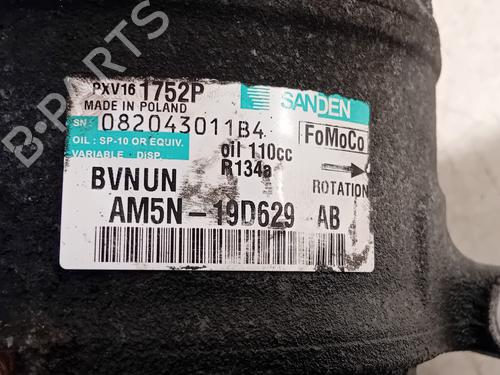 PXV16 1752P
SANDEN
MADE IN POLAND
SN: 082043011B4
FoMoCo
OIL : SP-10 OR EQUIV.
oil 110cc
VARIABLE DISP.
R134a
BVNUN
ROTATION
AM5N-19D629 AB
B-PARTS